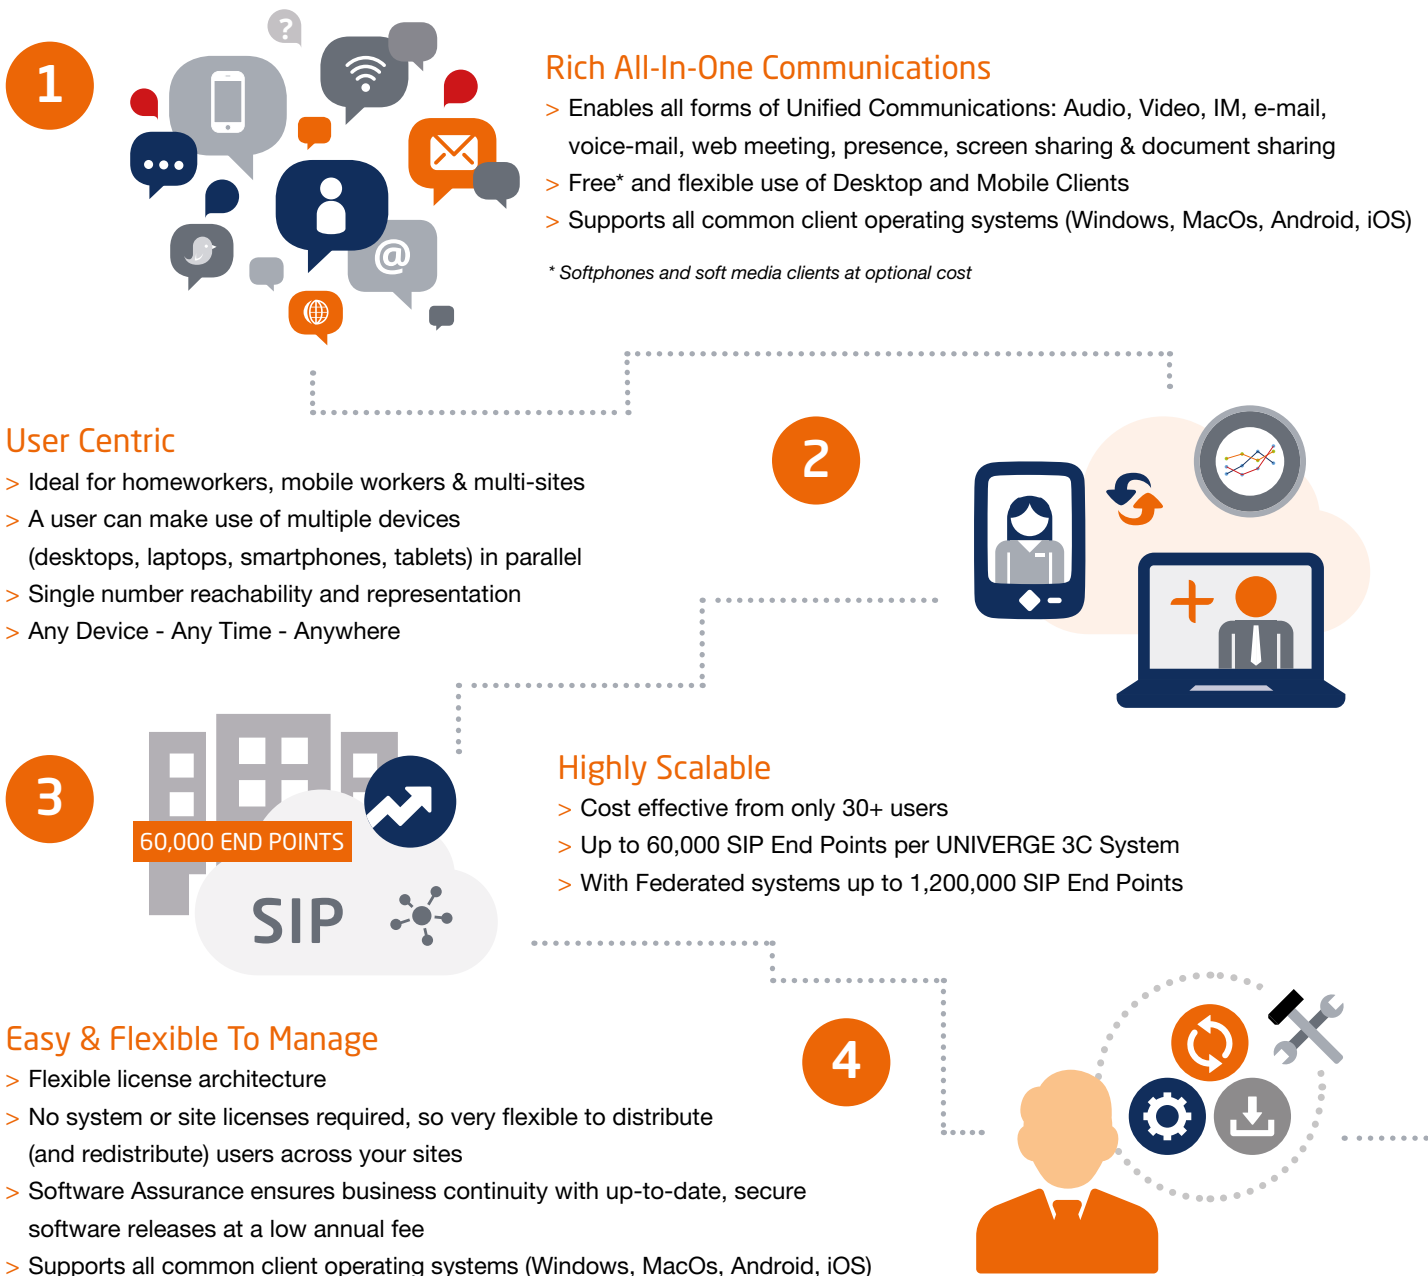 1
?
@
Rich All-In-One Communications
> Enables all forms of Unified Communications: Audio, Video, IM, e-mail,
voice-mail, web meeting, presence, screen sharing & document sharing
> Free* and flexible use of Desktop and Mobile Clients
> Supports all common client operating systems (Windows, MacOs, Android, iOS)
* Softphones and soft media clients at optional cost
User Centric
> Ideal for homeworkers, mobile workers & multi-sites
> A user can make use of multiple devices
(desktops, laptops, smartphones, tablets) in parallel
> Single number reachability and representation
> Any Device - Any Time - Anywhere
2
3
60,000 END POINTS
SIP
Highly Scalable
> Cost effective from only 30+ users
> Up to 60,000 SIP End Points per UNIVERGE 3C System
> With Federated systems up to 1,200,000 SIP End Points
Easy & Flexible To Manage
> Flexible license architecture
> No system or site licenses required, so very flexible to distribute
(and redistribute) users across your sites
> Software Assurance ensures business continuity with up-to-date, secure
software releases at a low annual fee
> Supports all common client operating systems (Windows, MacOs, Android, iOS)
4